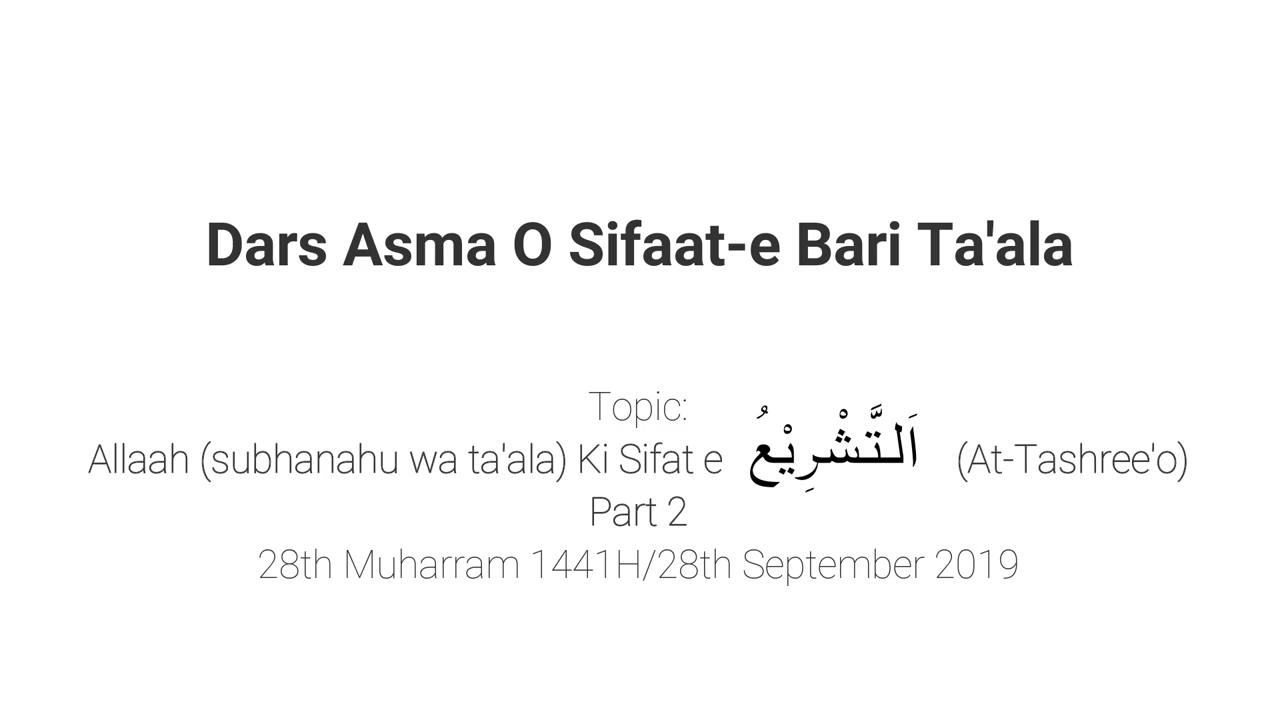 Dars Asma O Sifaat-e Bari Ta'ala
Topic:
Allaah (subhanahu wa ta'ala) Ki Sifat e اَلتَّشْرِيْعُ (At-Tashree'o)
Part 2
28th Muharram 1441H/28th September 2019